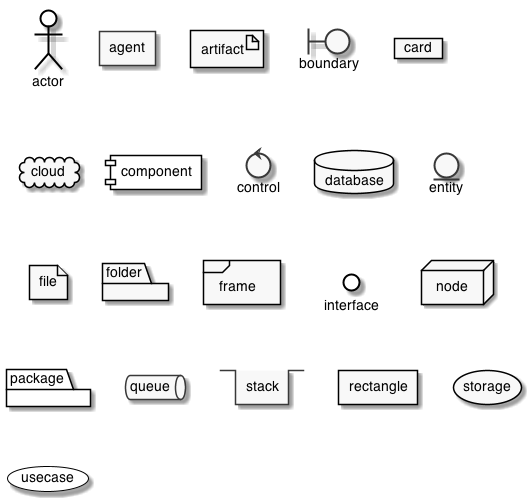 actor
agent
artifact
boundary
card
cloud
component
control
database
entity
file
folder
frame
interface
node
package
queue
stack
rectangle
storage
usecase